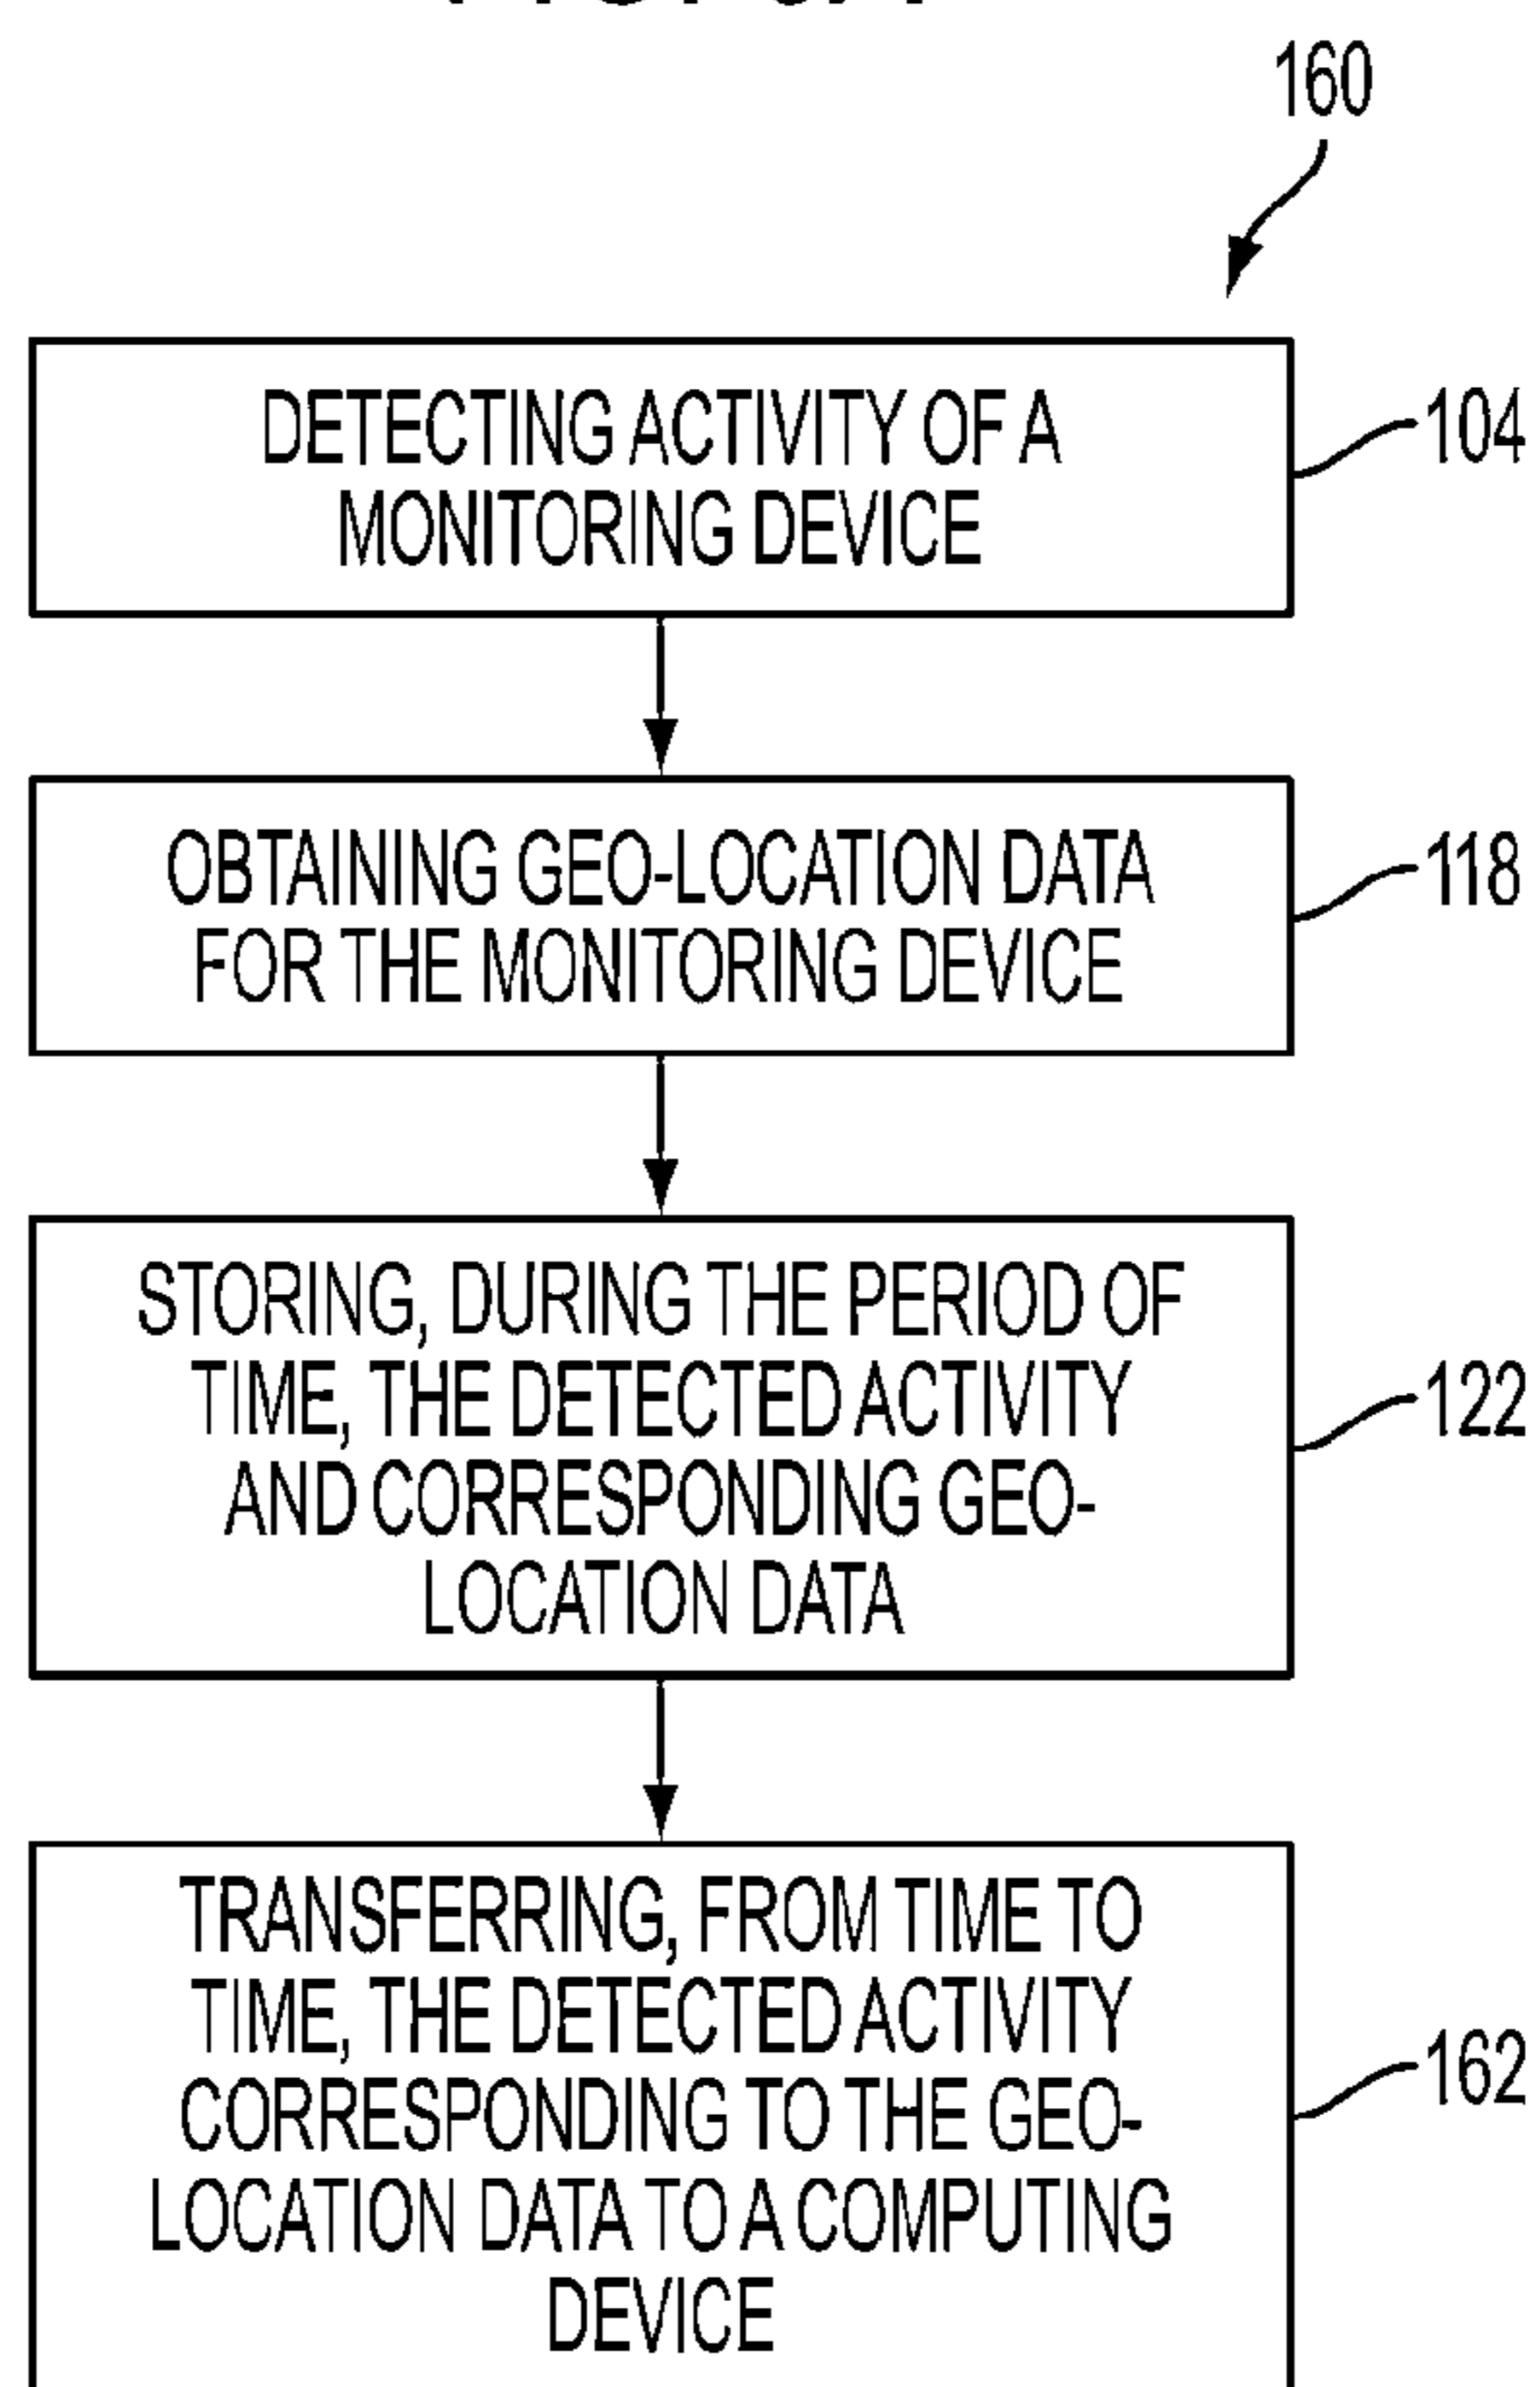 160
DETECTING ACTIVITY OF A
MONITORING DEVICE
104
OBTAINING GEO-LOCATION DATA
FOR THE MONITORING DEVICE
118
STORING, DURING THE PERIOD OF
TIME, THE DETECTED ACTIVITY
AND CORRESPONDING GEO-
LOCATION DATA
122
TRANSFERRING, FROM TIME TO
TIME, THE DETECTED ACTIVITY
CORRESPONDING TO THE GEO-
LOCATION DATA TO A COMPUTING
DEVICE
162